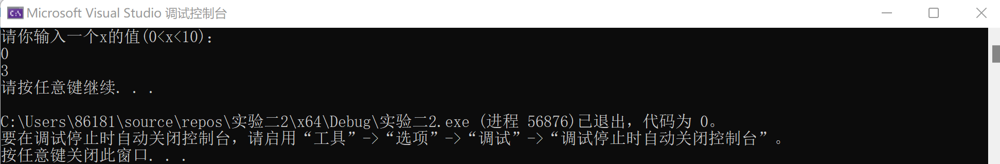 C:\
Microsoft Visual Studio 调试控制台
请你输入一个x的值(0<x<10)：
0
3
请按任意键继续. . .
C:\Users\86181\source\repos\实验二2\x64\Debug\实验二2.exe (进程 56876)已退出，代码为 0。
要在调试停止时自动关闭控制台，请启用“工具”->“选项”->“调试”->“调试停止时自动关闭控制台”。
按任意键关闭此窗口. . .